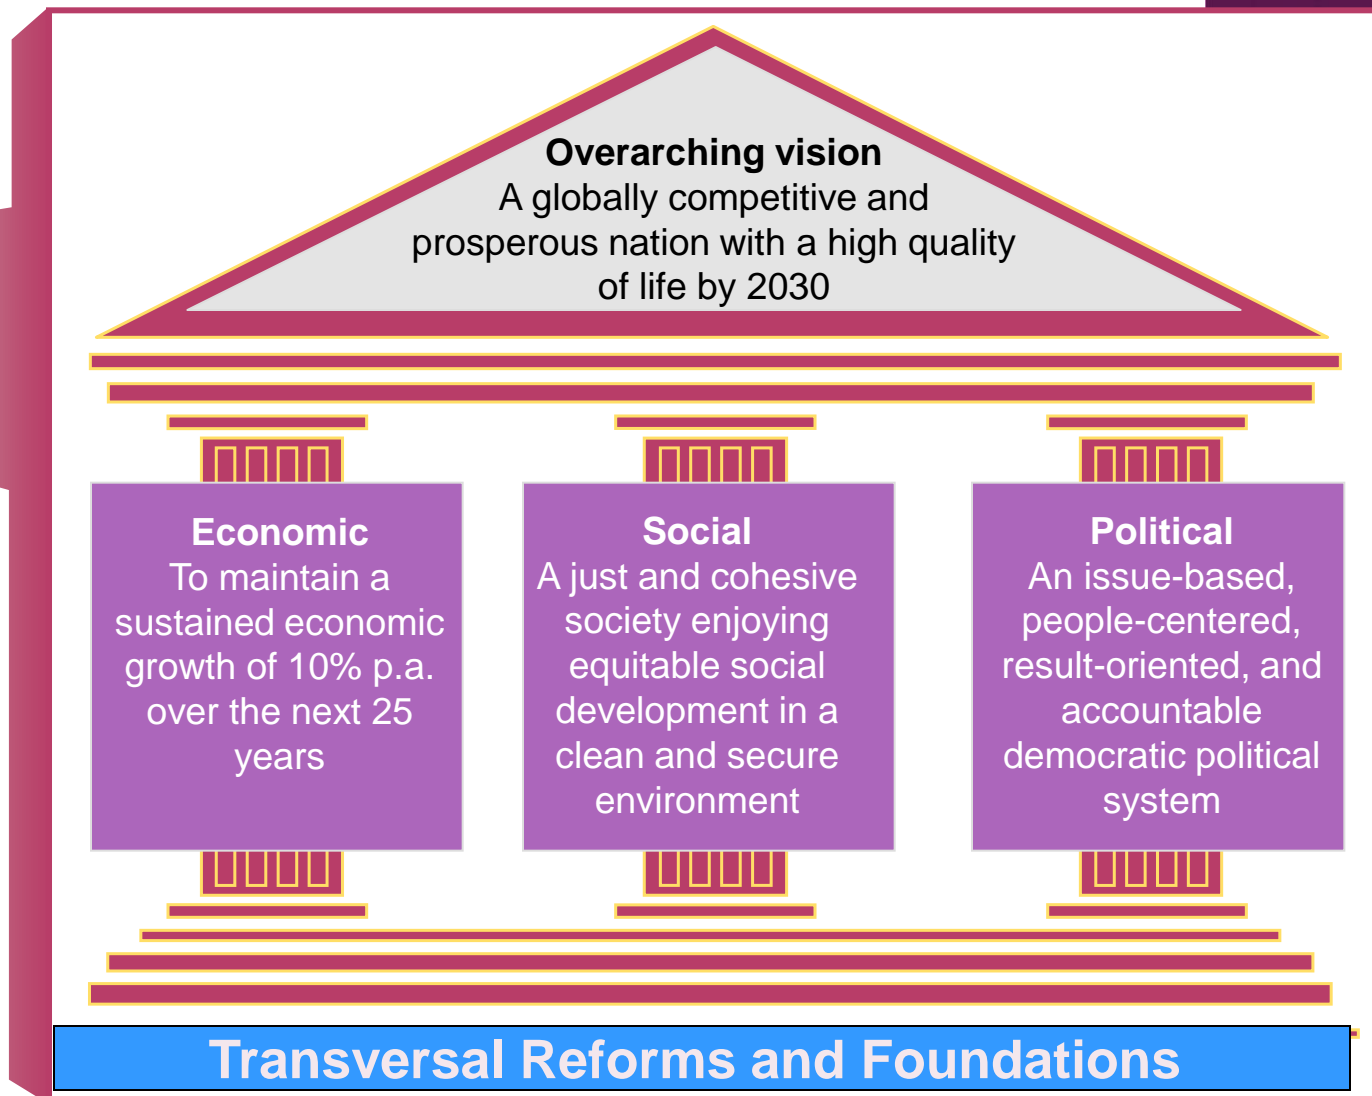 Overarching vision
A globally competitive and
prosperous nation with a high quality
of life by 2030
Economic
To maintain a
sustained economic
growth of 10% p.a.
over the next 25
years
Social
A just and cohesive
society enjoying
equitable social
development in a
clean and secure
environment
Political
An issue-based,
people-centered,
result-oriented, and
accountable
democratic political
system
Transversal Reforms and Foundations